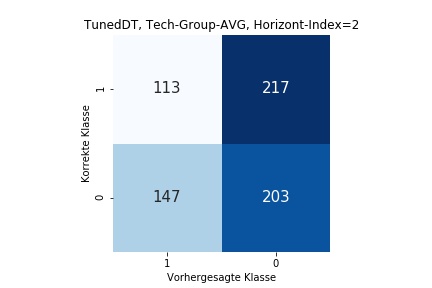 TunedDT, Tech-Group-AVG, Horizont-Index=2
Korrekte Klasse
1
113
217
0
147
203
1
0
Vorhergesagte Klasse